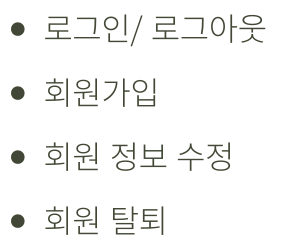 • 로그인/ 로그아웃
• 회원가입
• 회원 정보 수정
• 회원 탈퇴